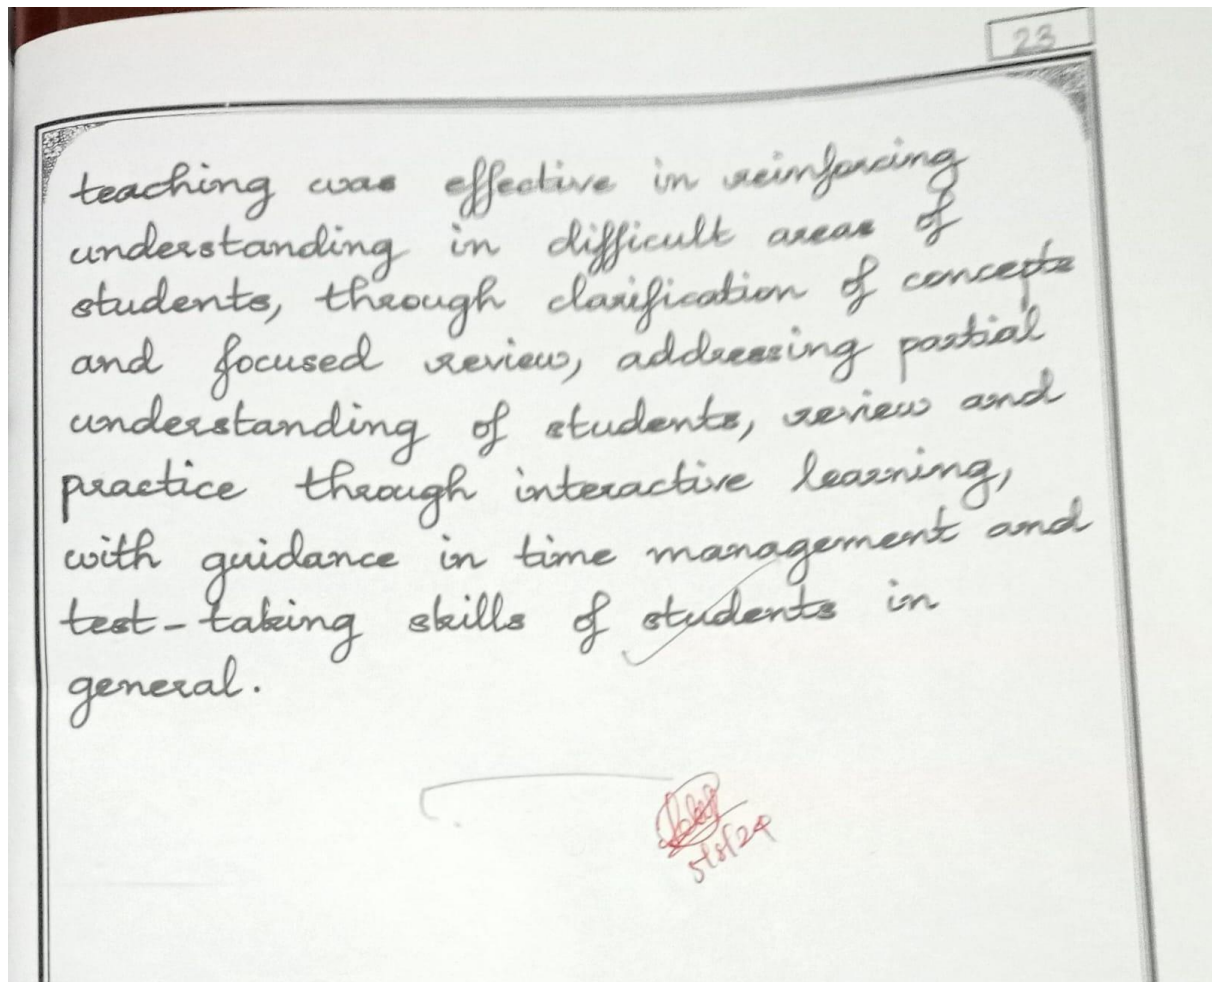 23
teaching was effective in reinforcing
understanding in difficult areas of
students, through clarification of concepts
and focused review, addressing partial
understanding of students, review and
practice through interactive learning,
with guidance in time management and
test-taking skills of students in
general.
5/8/24